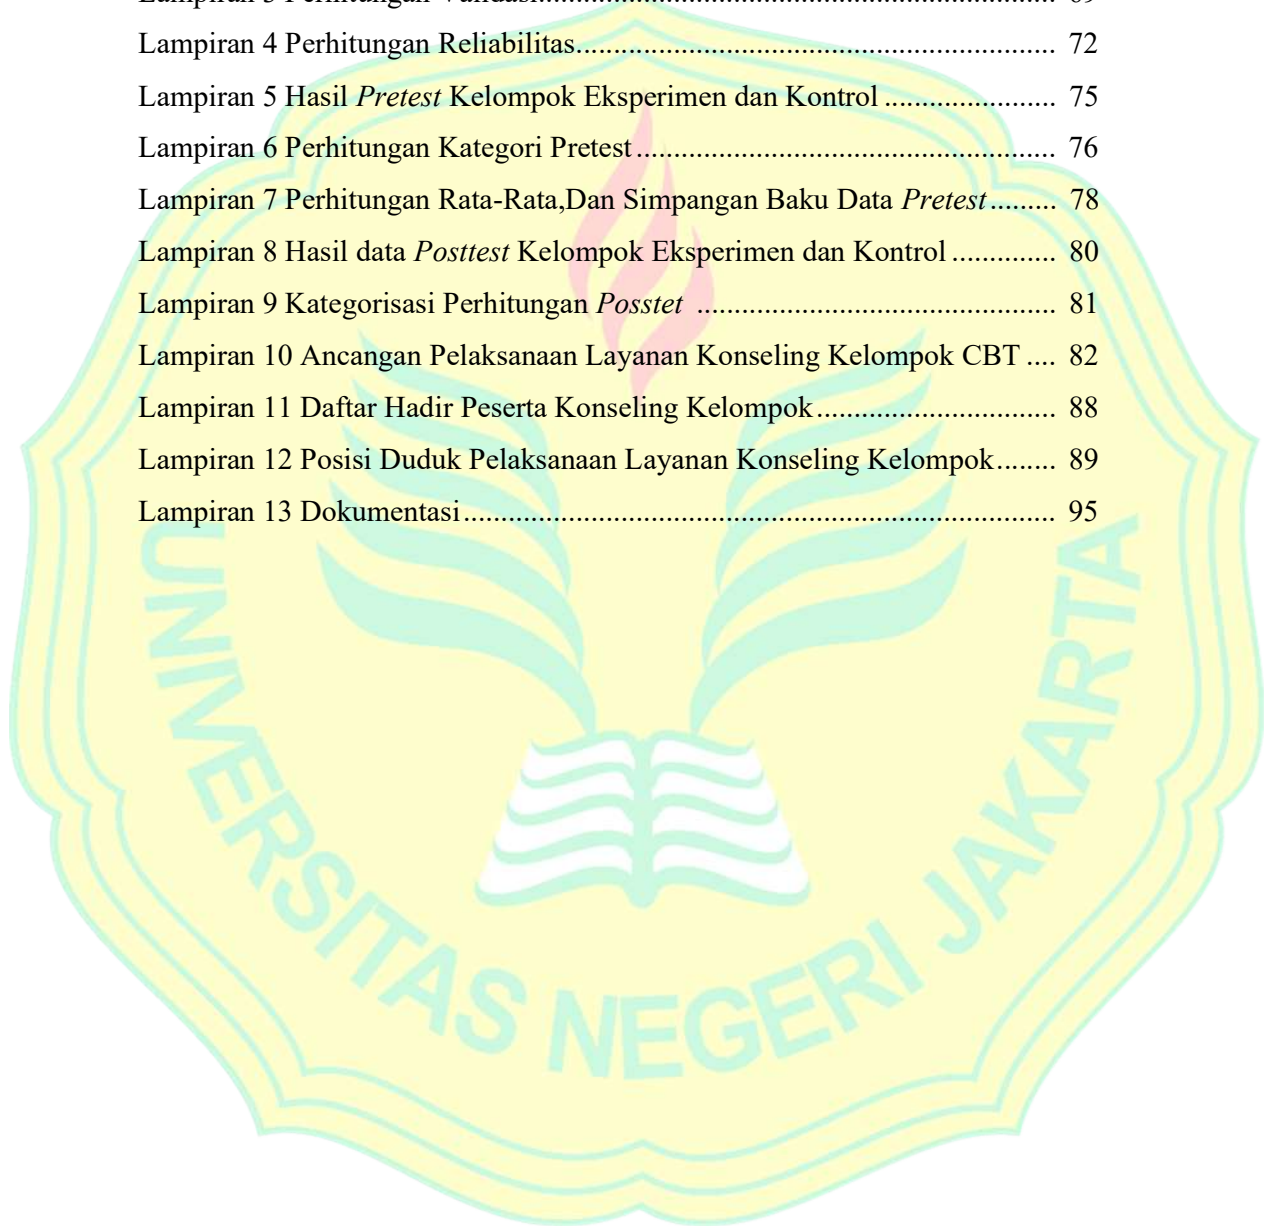 Lampiran 4 Perhitungan Reliabilitas............................................................... 72
Lampiran 5 Hasil Pretest Kelompok Eksperimen dan Kontrol ...................... 75
Lampiran 6 Perhitungan Kategori Pretest ...................................................... 76
Lampiran 7 Perhitungan Rata-Rata,Dan Simpangan Baku Data Pretest ......... 78
Lampiran 8 Hasil data Posttest Kelompok Eksperimen dan Kontrol ............. 80
Lampiran 9 Kategorisasi Perhitungan Posstet .............................................. 81
Lampiran 10 Ancangan Pelaksanaan Layanan Konseling Kelompok CBT .... 82
Lampiran 11 Daftar Hadir Peserta Konseling Kelompok ............................... 88
Lampiran 12 Posisi Duduk Pelaksanaan Layanan Konseling Kelompok........ 89
Lampiran 13 Dokumentasi ............................................................................ 95
UNIVERSITAS NEGERI JAKARTA